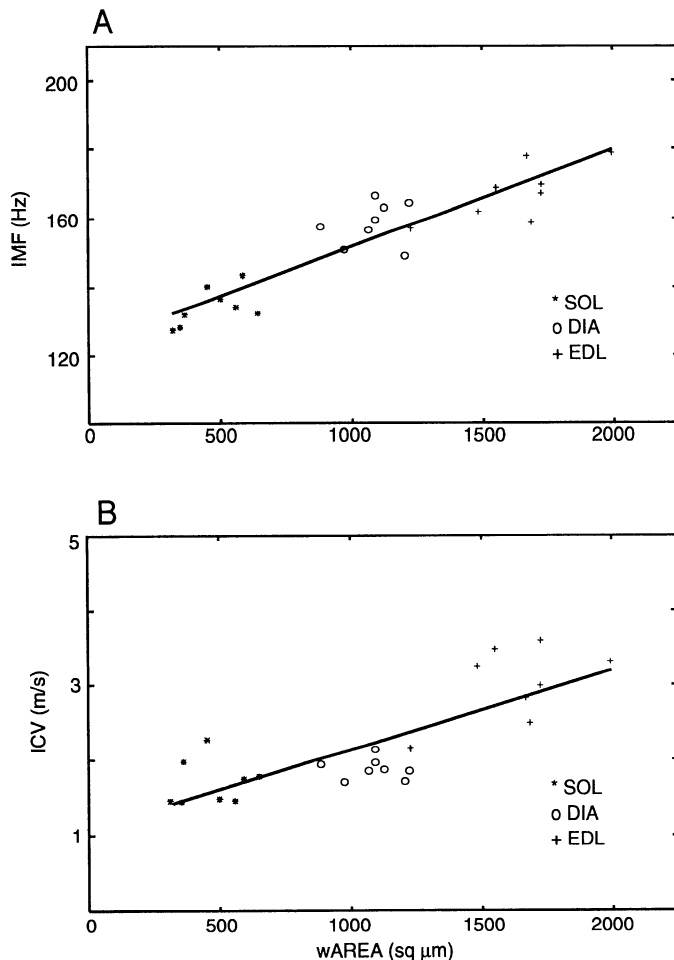 A
200
160
120
IMF (Hz)
* SOL
o DIA
+ EDL
0 500 1000 1500 2000
B
5
3
1
ICV (m/s)
* SOL
o DIA
+ EDL
0 500 1000 1500 2000
wAREA (sq μm)